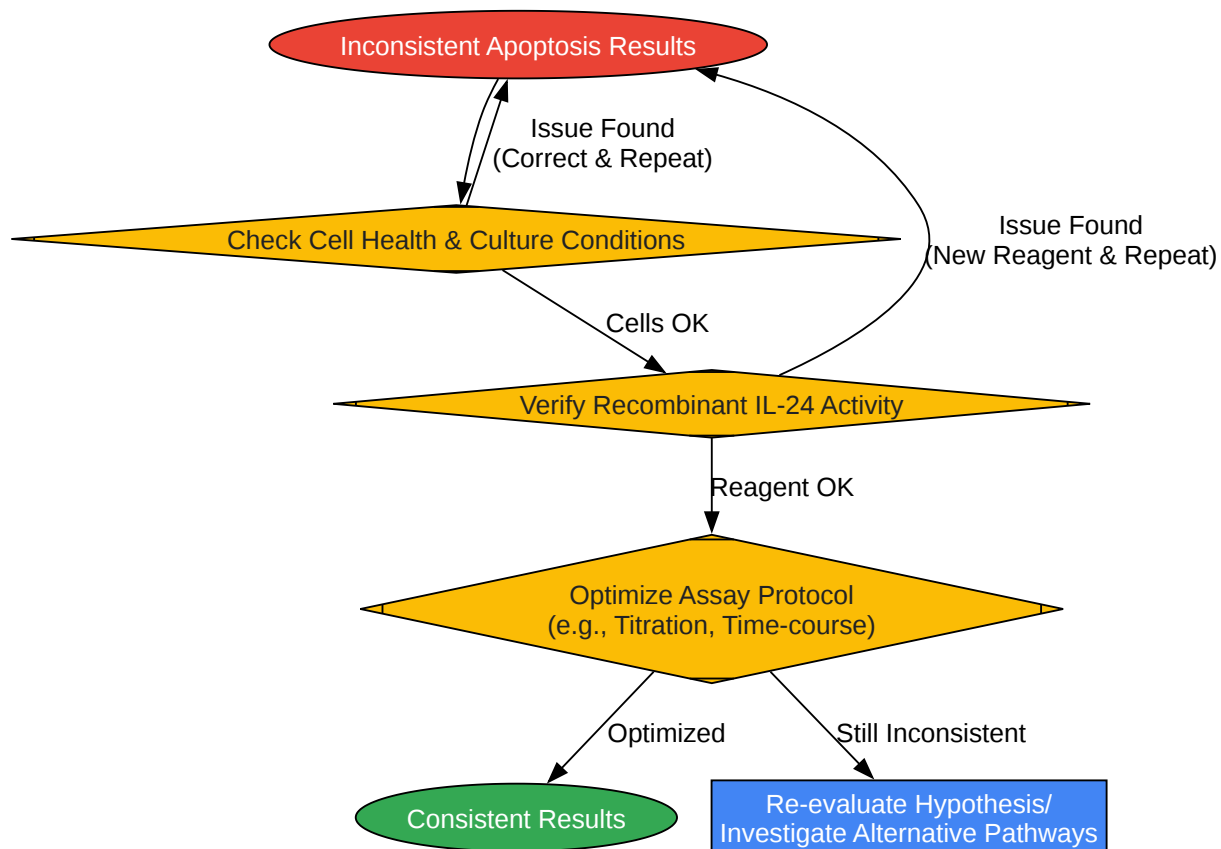 Inconsistent Apoptosis Results
Issue Found
(Correct & Repeat)
Check Cell Health & Culture Conditions
Issue Found
(New Reagent & Repeat)
Cells OK
Verify Recombinant IL-24 Activity
Reagent OK
Optimize Assay Protocol
(e.g., Titration, Time-course)
Optimized
Still Inconsistent
Consistent Results
Re-evaluate Hypothesis/
Investigate Alternative Pathways